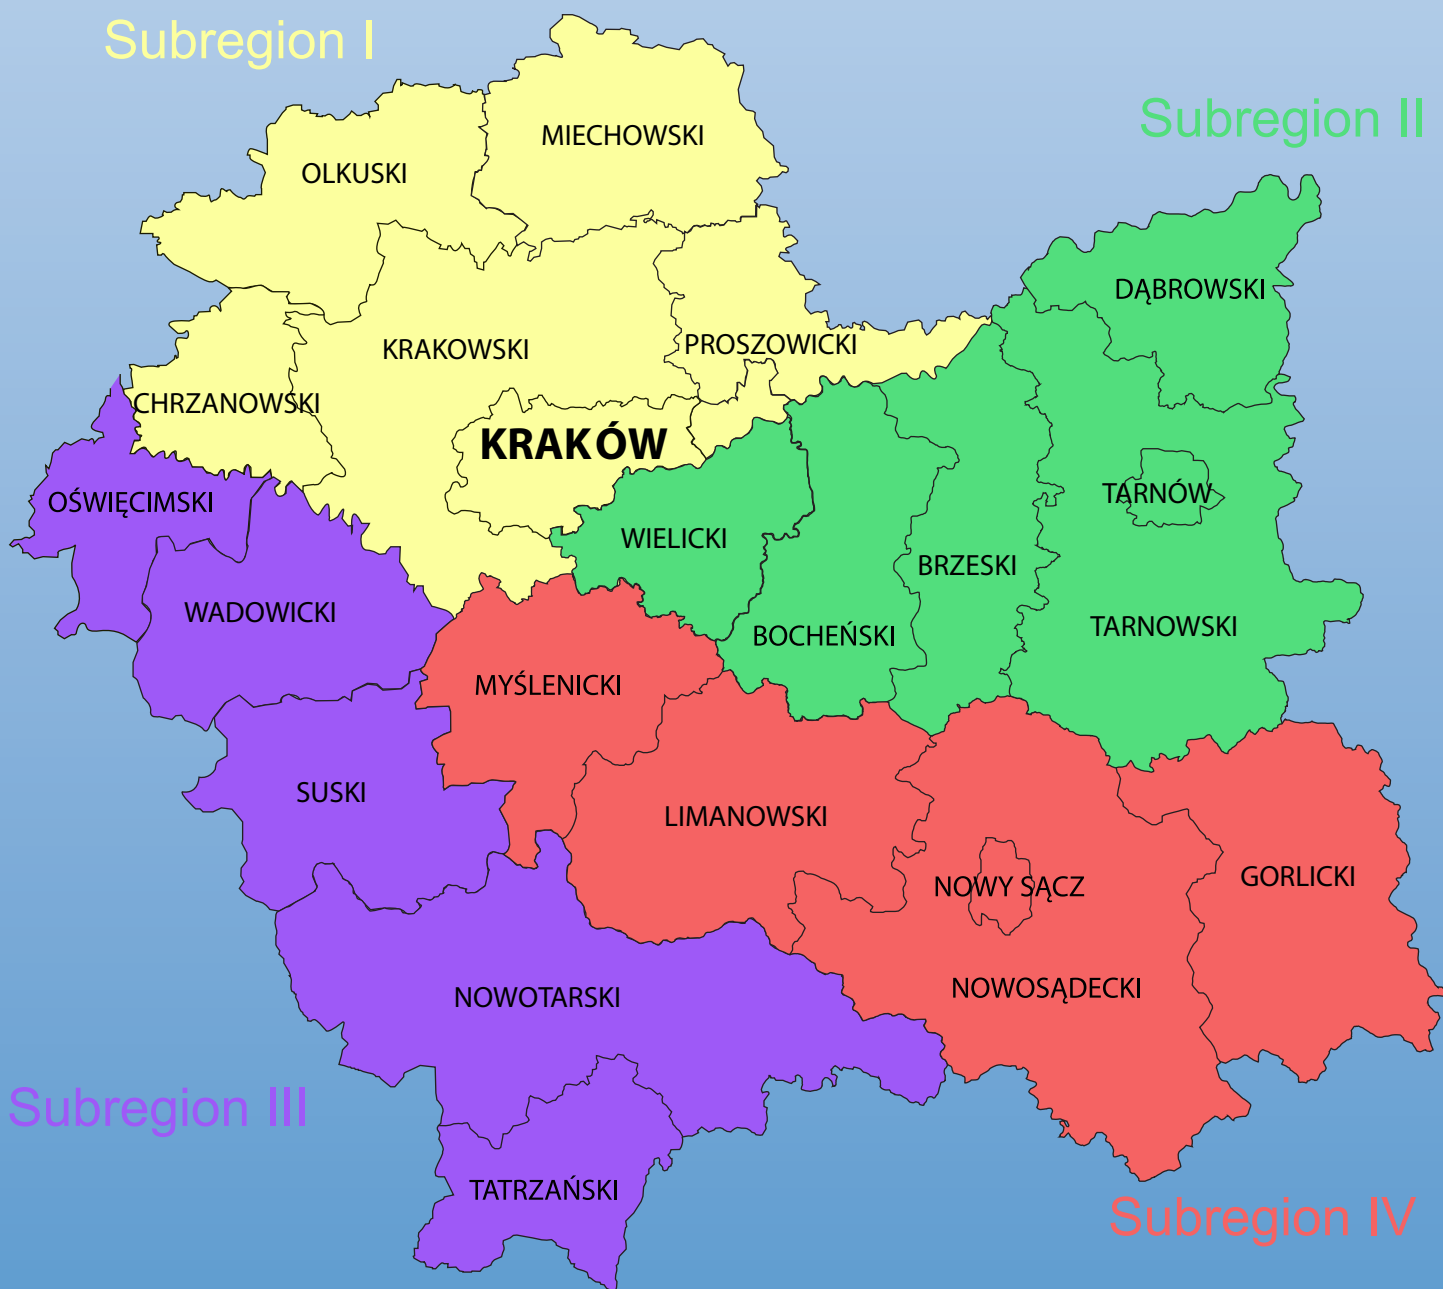 Subregion I
Subregion II
MIECHOWSKI
OLKUSKI
DĄBROWSKI
KRAKOWSKI
PROSZOWICKI
CHRZANOWSKI
KRAKÓW
OŚWIĘCIMSKI
TARNÓW
WIELICKI
BRZESKI
WADOWICKI
BOCHEŃSKI
TARNOWSKI
MYŚLENICKI
SUSKI
LIMANOWSKI
NOWY SĄCZ
GORLICKI
NOWOTARSKI
NOWOSĄDECKI
Subregion III
TATRZAŃSKI
Subregion IV